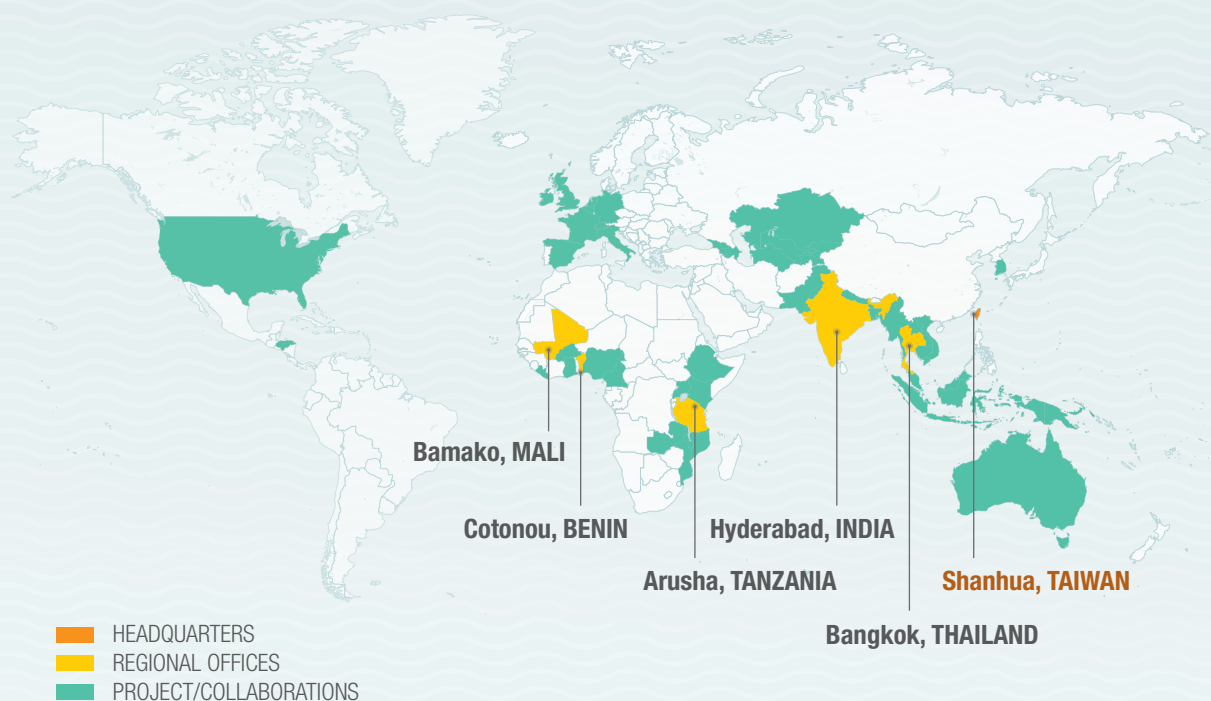 Bamako, MALI
Cotonou, BENIN
Hyderabad, INDIA
Arusha, TANZANIA
Shanhua, TAIWAN
Bangkok, THAILAND
HEADQUARTERS
REGIONAL OFFICES
PROJECT/COLLABORATIONS